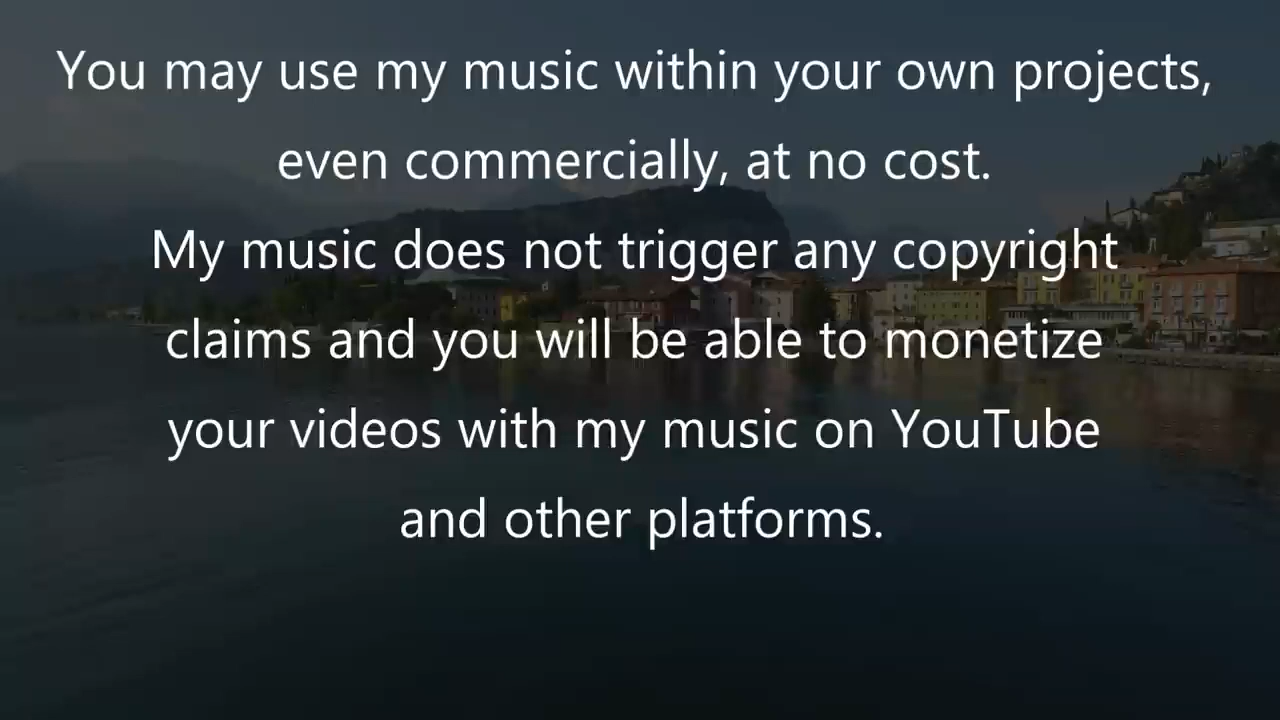 You may use my music within your own projects,
even commercially, at no cost.
My music does not trigger any copyright
claims and you will be able to monetize
your videos with my music on YouTube
and other platforms.